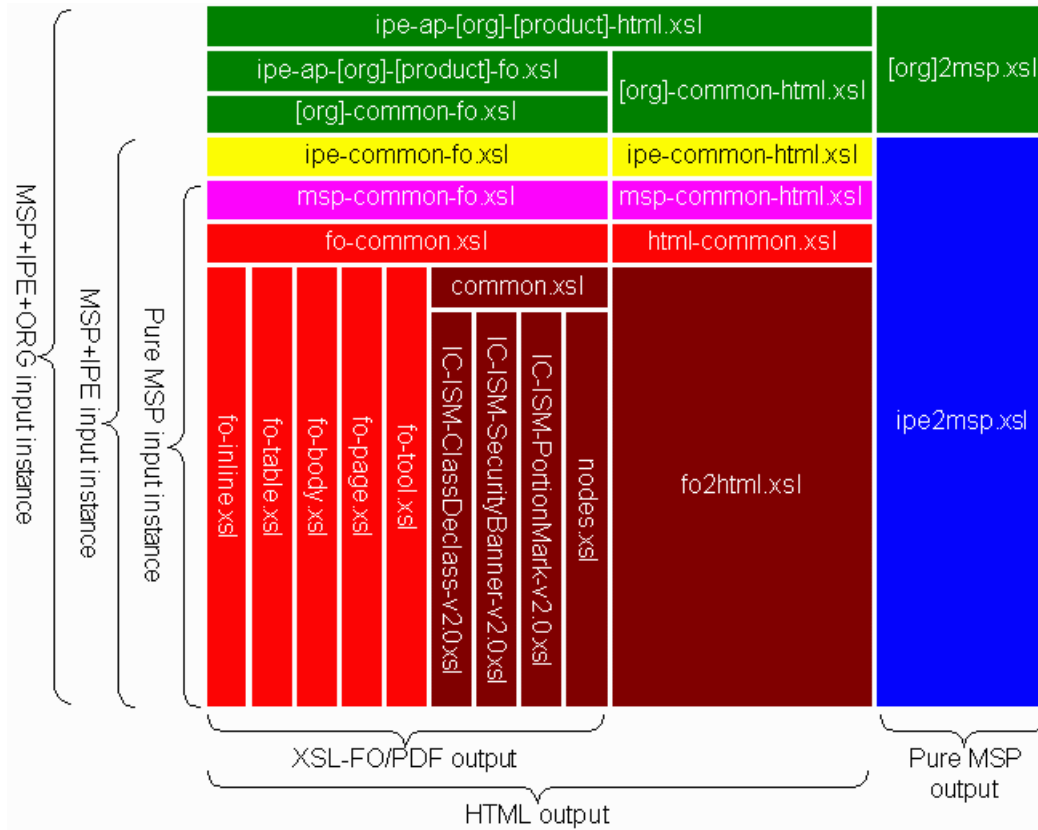 ipe-ap-[org]-[product]-html.xsl
ipe-ap-[org]-[product]-fo.xsl
[org]-common-fo.xsl
[org]-common-html.xsl
[org]2msp.xsl
ipe-common-fo.xsl
ipe-common-html.xsl
msp-common-fo.xsl
msp-common-html.xsl
fo-common.xsl
html-common.xsl
common.xsl
fo-inline.xsl
fo-table.xsl
fo-body.xsl
fo-page.xsl
fo-tool.xsl
IC-ISM-ClassDeclass-v2.0.xsl
IC-ISM-SecurityBanner-v2.0.xsl
IC-ISM-PortionMark-v2.0.xsl
nodes.xsl
fo2html.xsl
ipe2msp.xsl
MSP+IPE+ORG input instance
MSP+IPE input instance
Pure MSP input instance
XSL-FO/PDF output
HTML output
Pure MSP
output